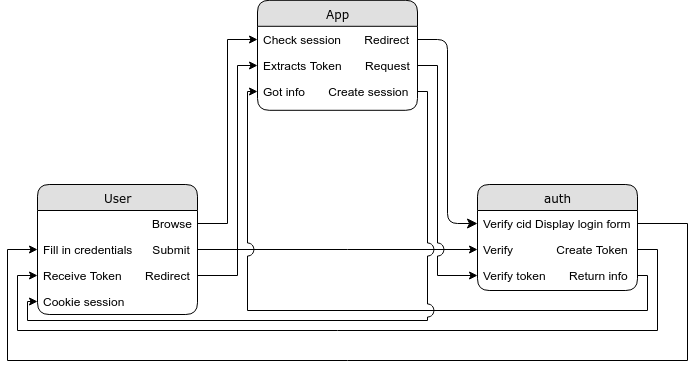 App
Check session Redirect
Extracts Token Request
Got info Create session
User
Browse
Fill in credentials Submit
Receive Token Redirect
Cookie session
auth
Verify cid Display login form
Verify Create Token
Verify token Return info